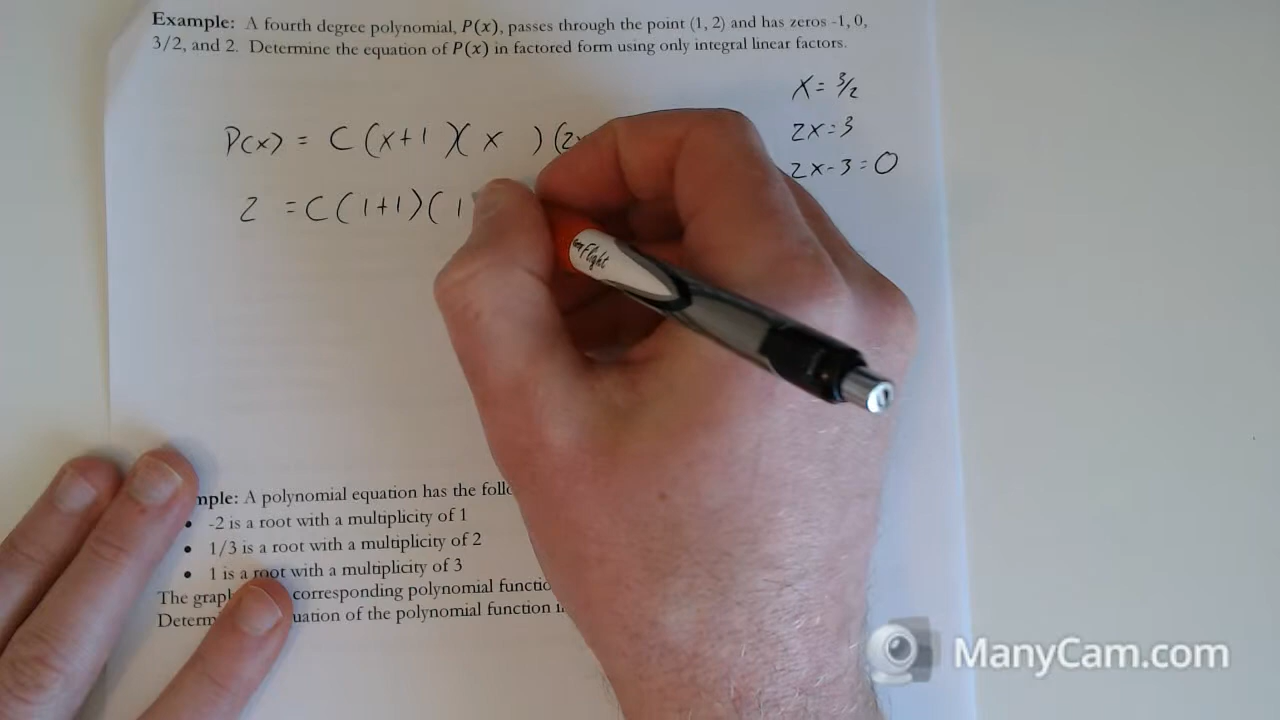 Example: A fourth degree polynomial, P(x), passes through the point (1, 2) and has zeros -1, 0,
3/2, and 2. Determine the equation of P(x) in factored form using only integral linear factors.
x = 3/2
2x = 3
2x - 3 = 0
P(x) = C (x+1)(x ) (2x
2 = C (1+1)( 1
Flight
mple: A polynomial equation has the follo
• -2 is a root with a multiplicity of 1
• 1/3 is a root with a multiplicity of 2
• 1 is a root with a multiplicity of 3
The graph corresponding polynomial functio
Determ uation of the polynomial function i
ManyCam.com